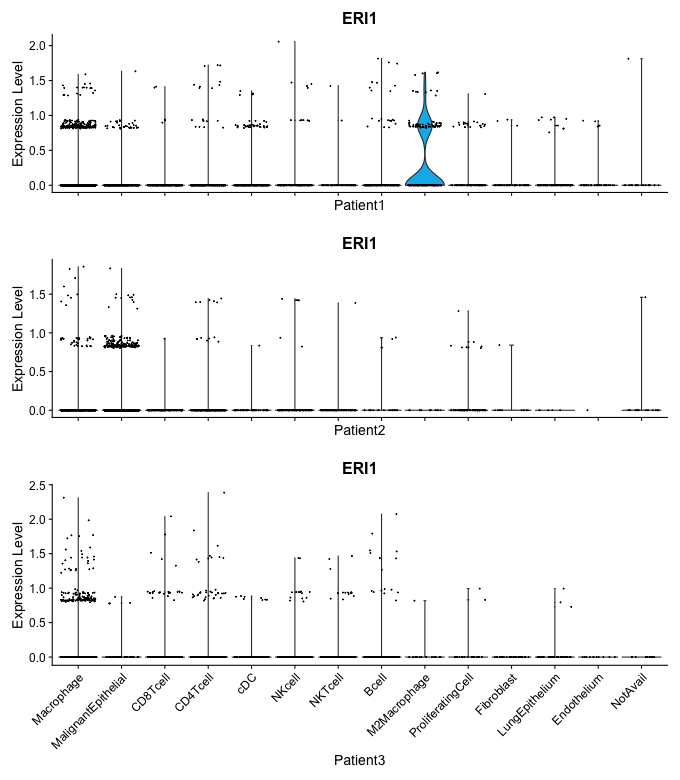 ERI1
Expression Level
2.0
1.5
1.0
0.5
0.0
Patient1
ERI1
Expression Level
1.5
1.0
0.5
0.0
Patient2
ERI1
Expression Level
2.5
2.0
1.5
1.0
0.5
0.0
Macrophage
MalignantEpithelial
CD8Tcell
CD4Tcell
cDC
NKcell
NKTcell
Bcell
M2Macrophage
ProliferatingCell
Fibroblast
LungEpithelium
Endothelium
NotAvail
Patient3